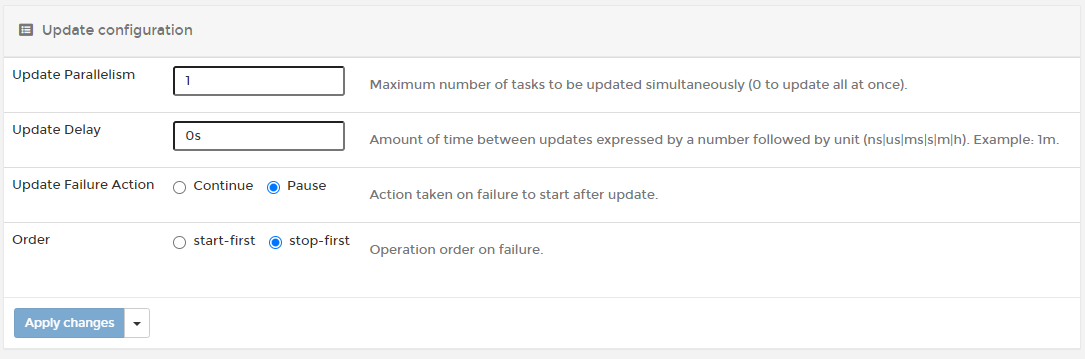 Update configuration
Update Parallelism
1
Maximum number of tasks to be updated simultaneously (0 to update all at once).
Update Delay
0s
Amount of time between updates expressed by a number followed by unit (ns|us|ms|s|m|h). Example: 1m.
Update Failure Action
Continue Pause
Action taken on failure to start after update.
Order
start-first stop-first
Operation order on failure.
Apply changes